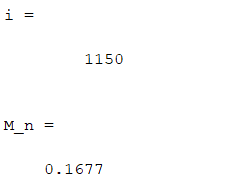 i =
1150
M_n =
0.1677